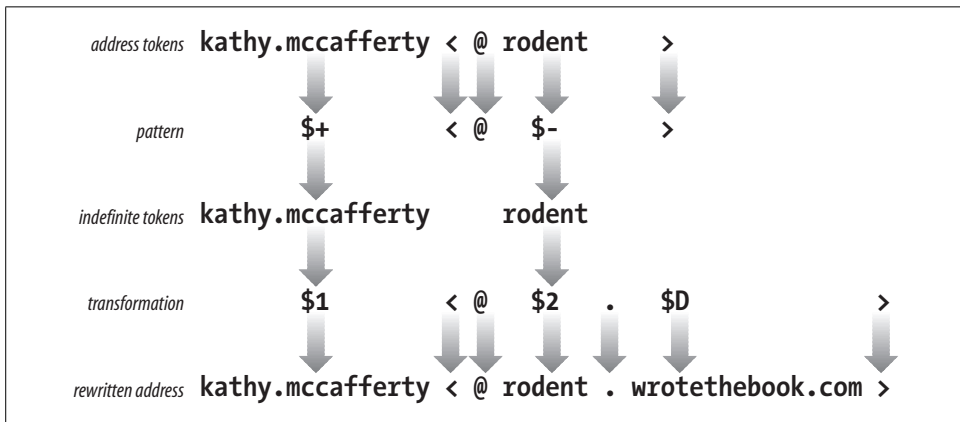 address tokens kathy.mccafferty < @ rodent >
pattern $+ < @ $- >
indefinite tokens kathy.mccafferty rodent
transformation $1 < @ $2 . $D >
rewritten address kathy.mccafferty < @ rodent . wrotethebook.com >